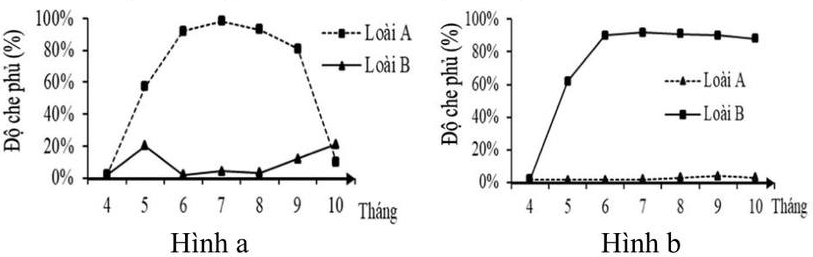 Độ che phủ (%)
100%
80%
60%
40%
20%
0%
4 5 6 7 8 9 10 Tháng
Loài A
Loài B
Hình a
Độ che phủ (%)
100%
80%
60%
40%
20%
0%
4 5 6 7 8 9 10 Tháng
Loài A
Loài B
Hình b